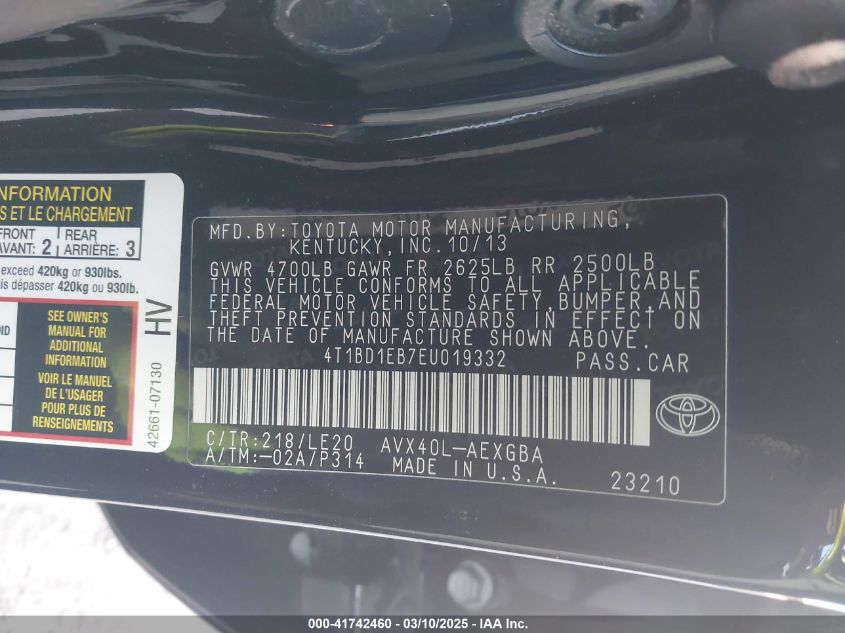 INFORMATION
S ET LE CHARGEMENT
FRONT
AVANT: 2
REAR
ARRIÈRE: 3
exceed 420kg or 930lbs.
is dépasser 420kg ou 930lb.
SEE OWNER'S
MANUAL FOR
ADDITIONAL
INFORMATION
VOIR LE MANUEL
DE L'USAGER
POUR PLUS DE
RENSEIGNEMENTS
HV
42661-07130
MFD.BY:TOYOTA MOTOR MANUFACTURING,
KENTUCKY,INC.10/13
GVWR 4700LB GAWR FR 2625LB RR 2500LB
THIS VEHICLE CONFORMS TO ALL APPLICABLE
FEDERAL MOTOR VEHICLE SAFETY,BUMPER,AND
THEFT PREVENTION STANDARDS IN EFFECT ON
THE DATE OF MANUFACTURE SHOWN ABOVE.
4T1BD1EB7EU019332 PASS.CAR
C/TR:218/LE20 AVX40L-AEXGBA
A/TM:-02A/P314 MADE IN U.S.A.
23210
000-41742460 - 03/10/2025 - IAA Inc.